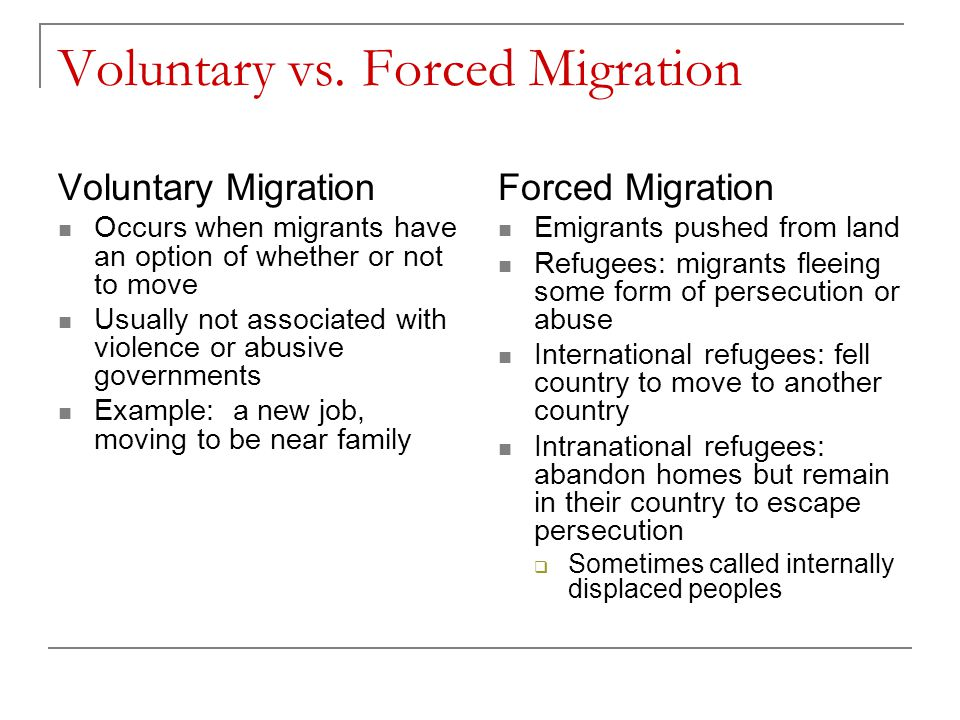 Voluntary vs. Forced Migration
Voluntary Migration
Occurs when migrants have
an option of whether or not
to move
Usually not associated with
violence or abusive
governments
Example:  a new job,
moving to be near family
Forced Migration
Emigrants pushed from land
Refugees: migrants fleeing
some form of persecution or
abuse
International refugees: fell
country to move to another
country
Intranational refugees:
abandon homes but remain
in their country to escape
persecution
Sometimes called internally
displaced peoples